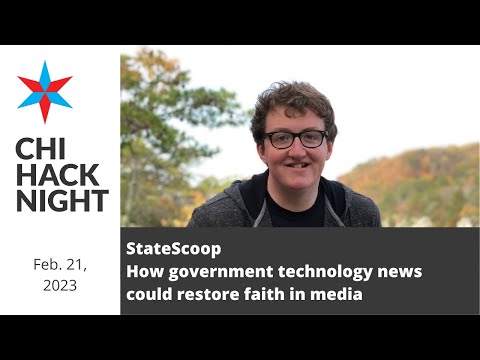 CHI
HACK
NIGHT
Feb. 21,
2023
StateScoop
How government technology news
could restore faith in media